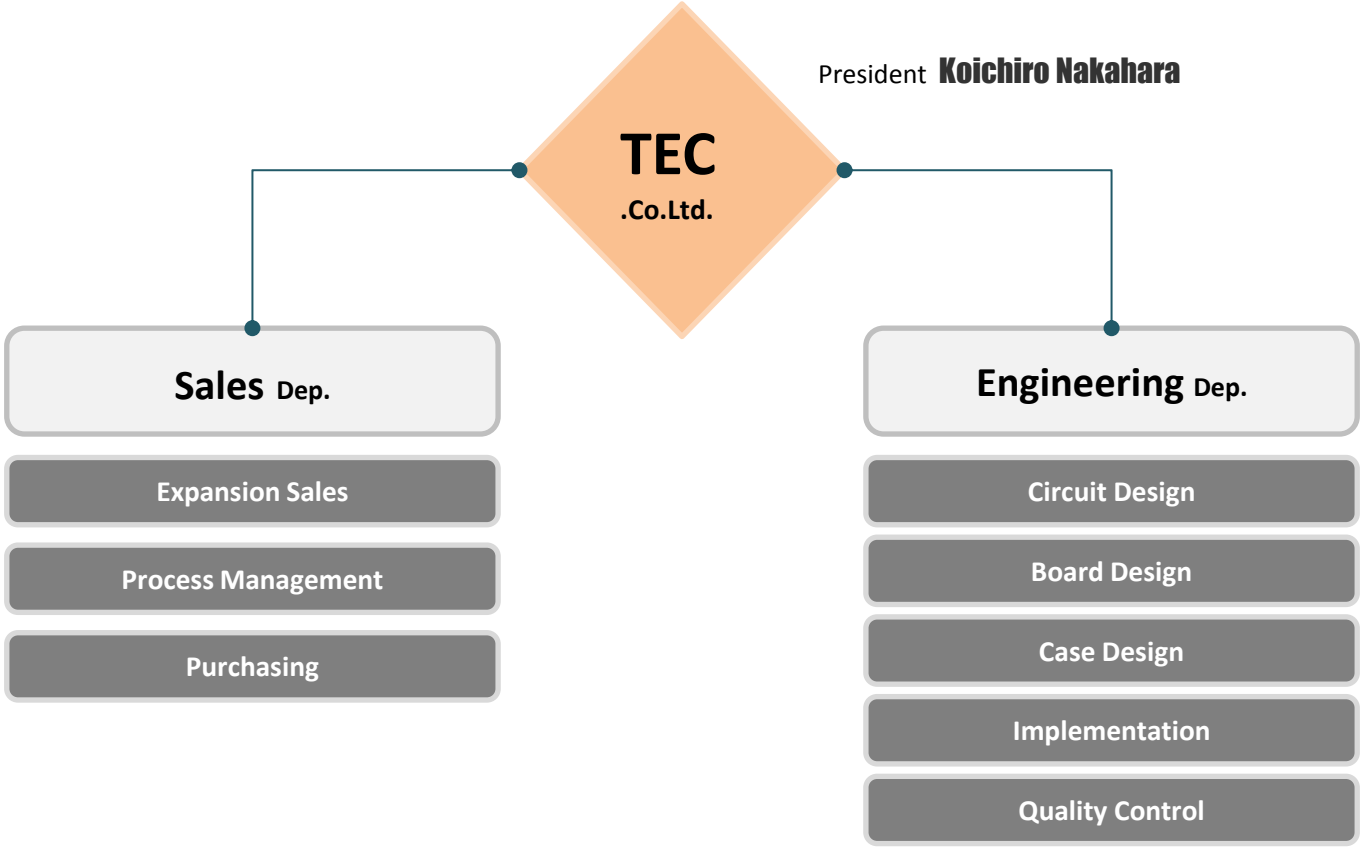 President Koichiro Nakahara
TEC
.Co.Ltd.
Sales Dep.
Expansion Sales
Process Management
Purchasing
Engineering Dep.
Circuit Design
Board Design
Case Design
Implementation
Quality Control